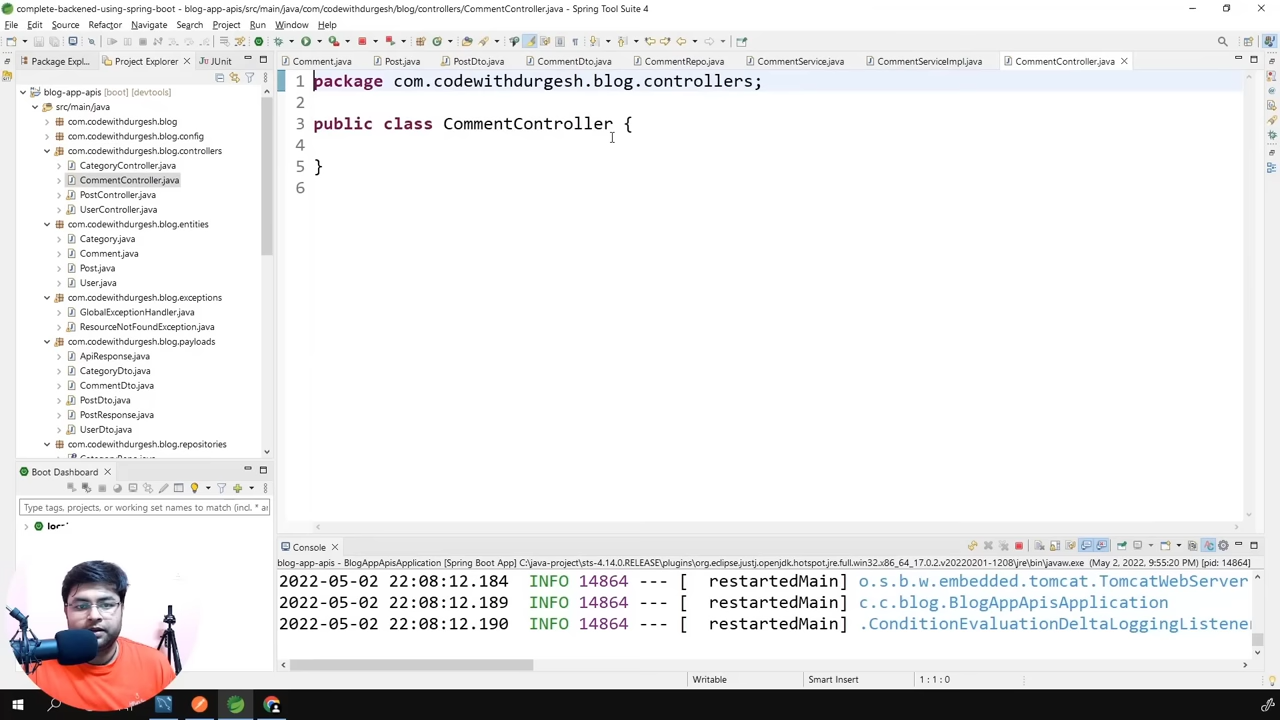 complete-backened-using-spring-boot - blog-app-apis/src/main/java/com/codewithdurgesh/blog/controllers/CommentController.java - Spring Tool Suite 4
File Edit Source Refactor Navigate Search Project Run Window Help
Package Expl... Project Explorer JUnit
Comment.java Post.java PostDto.java CommentDto.java CommentRepo.java CommentService.java CommentServiceImpl.java CommentController.java
blog-app-apis [boot] [devtools]
src/main/java
com.codewithdurgesh.blog
com.codewithdurgesh.blog.config
com.codewithdurgesh.blog.controllers
CategoryController.java
CommentController.java
PostController.java
UserController.java
com.codewithdurgesh.blog.entities
Category.java
Comment.java
Post.java
User.java
com.codewithdurgesh.blog.exceptions
GlobalExceptionHandler.java
ResourceNotFoundException.java
com.codewithdurgesh.blog.payloads
ApiResponse.java
CategoryDto.java
CommentDto.java
PostDto.java
PostResponse.java
UserDto.java
com.codewithdurgesh.blog.repositories
1 package com.codewithdurgesh.blog.controllers;
2
3 public class CommentController {
4
5 }
6
Boot Dashboard
Type tags, projects, or working set names to match (incl. * ar
Console
blog-app-apis - BlogAppApisApplication [Spring Boot App] C:\java-project\sts-4.14.0.RELEASE\plugins\org.eclipse.justj.openjdk.hotspot.jre.full.win32.x86_64_17.0.2.v20220201-1208\jre\bin\javaw.exe (May 2, 2022, 9:55:20 PM) [pid: 14864]
2022-05-02 22:08:12.184 INFO 14864 --- [ restartedMain] o.s.b.w.embedded.tomcat.TomcatWebServer
2022-05-02 22:08:12.189 INFO 14864 --- [ restartedMain] c.c.blog.BlogAppApisApplication
2022-05-02 22:08:12.190 INFO 14864 --- [ restartedMain] .ConditionEvaluationDeltaLoggingListener
Writable Smart Insert 1 : 1 : 0